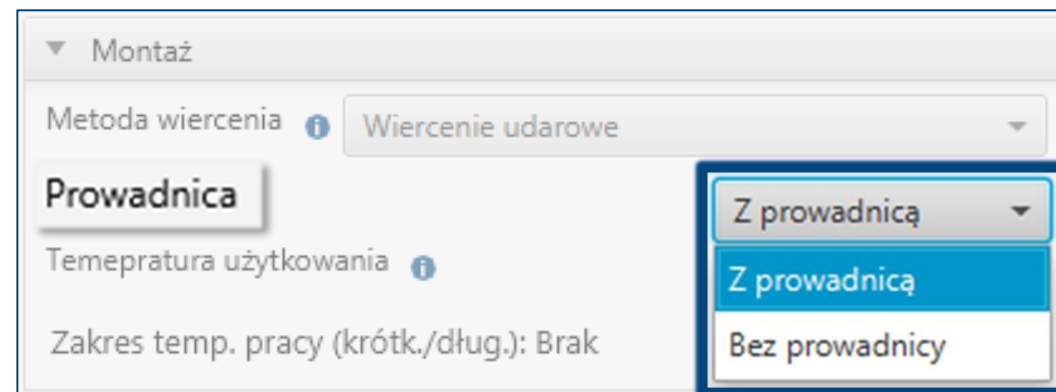 Montaż
Metoda wiercenia Wiercenie udarowe
Prowadnica Z prowadnicą
Temepratura użytkowania Z prowadnicą
Zakres temp. pracy (krótk./dług.): Brak Bez prowadnicy